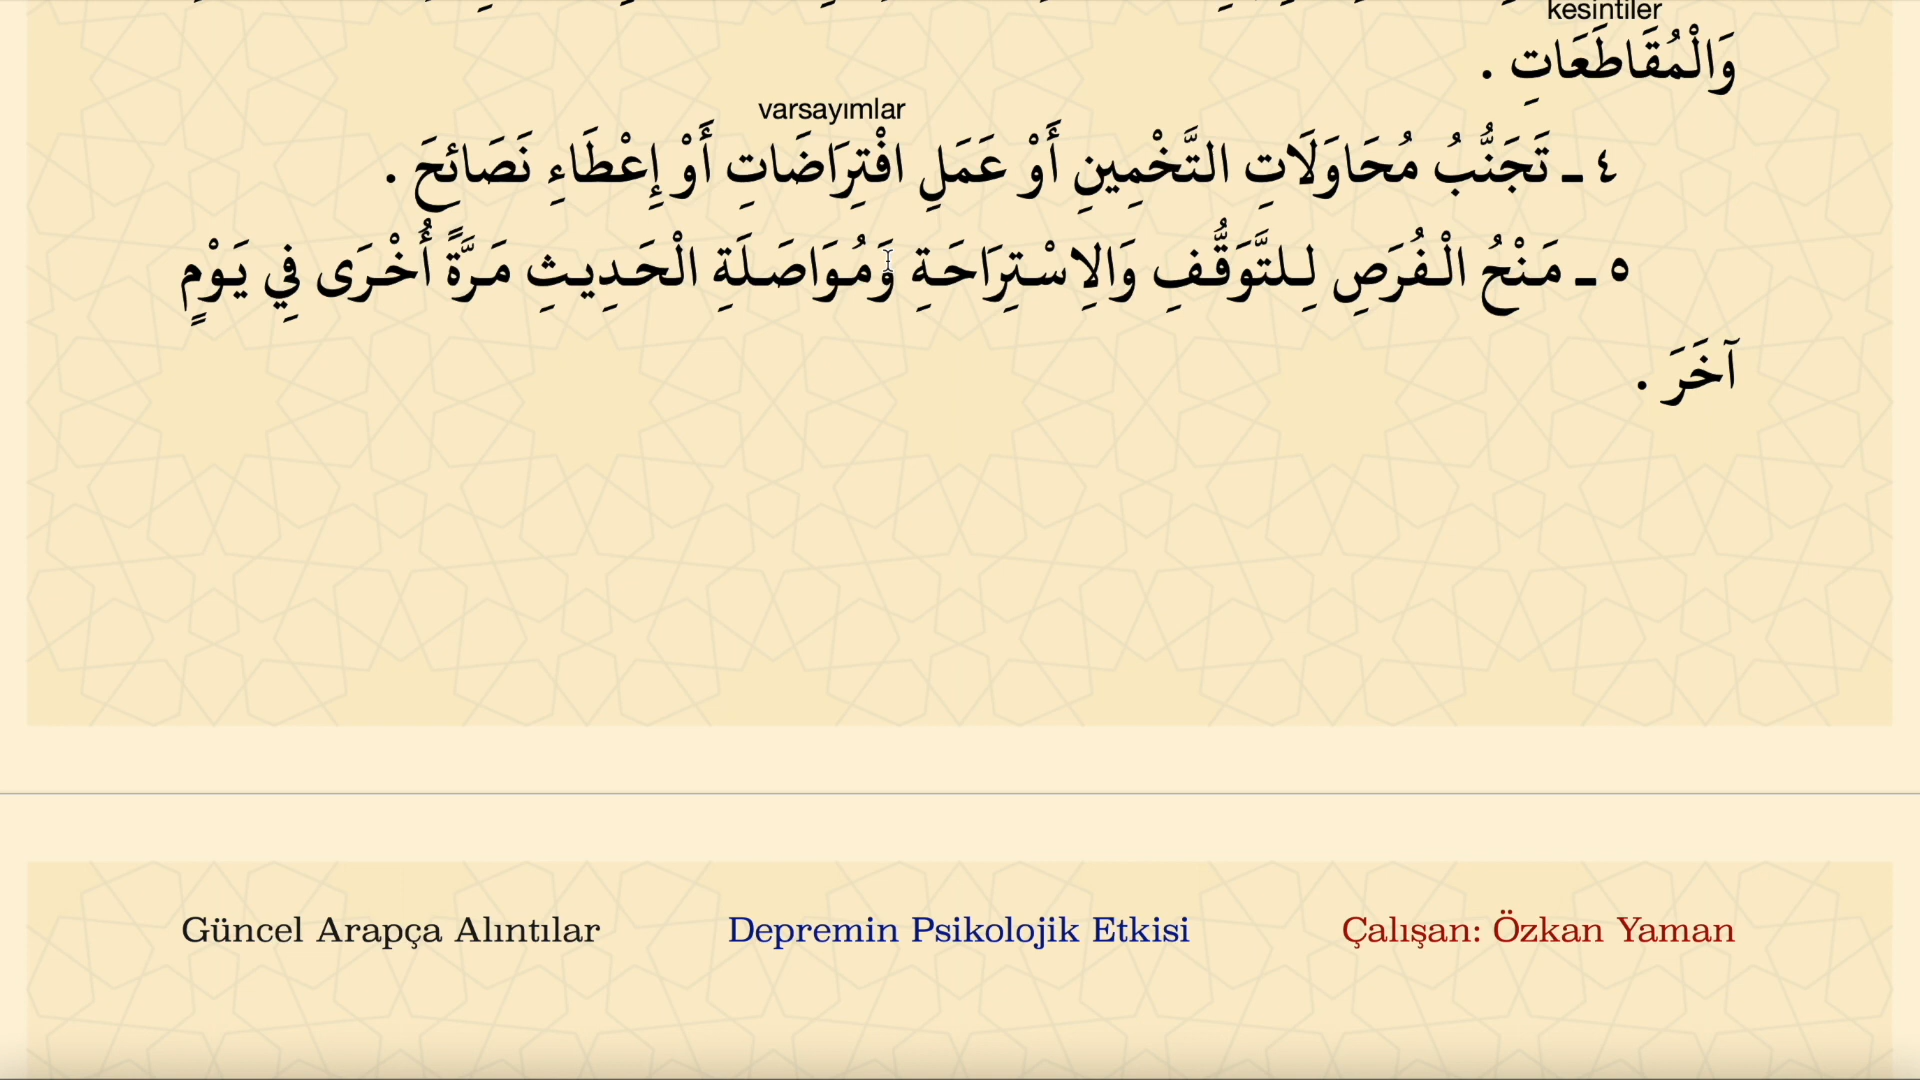 kesintiler
وَالْمُقَاطَعَاتِ .
varsayımlar
٤ ـ تَجَنُّبُ مُحَاوَلَاتِ التَّخْمِينِ أَوْ عَمَلِ افْتِرَاضَاتِ أَوْ إِعْطَاءِ نَصَائِحَ .
٥ ـ مَنْحُ الْفُرَصِ لِلتَّوَقُّفِ وَالِاسْتِرَاحَةِ وَمُوَاصَلَةِ الْحَدِيثِ مَرَّةً أُخْرَى فِي يَوْمٍ
آخَرَ .
Güncel Arapça Alıntılar Depremin Psikolojik Etkisi Çalışan: Özkan Yaman